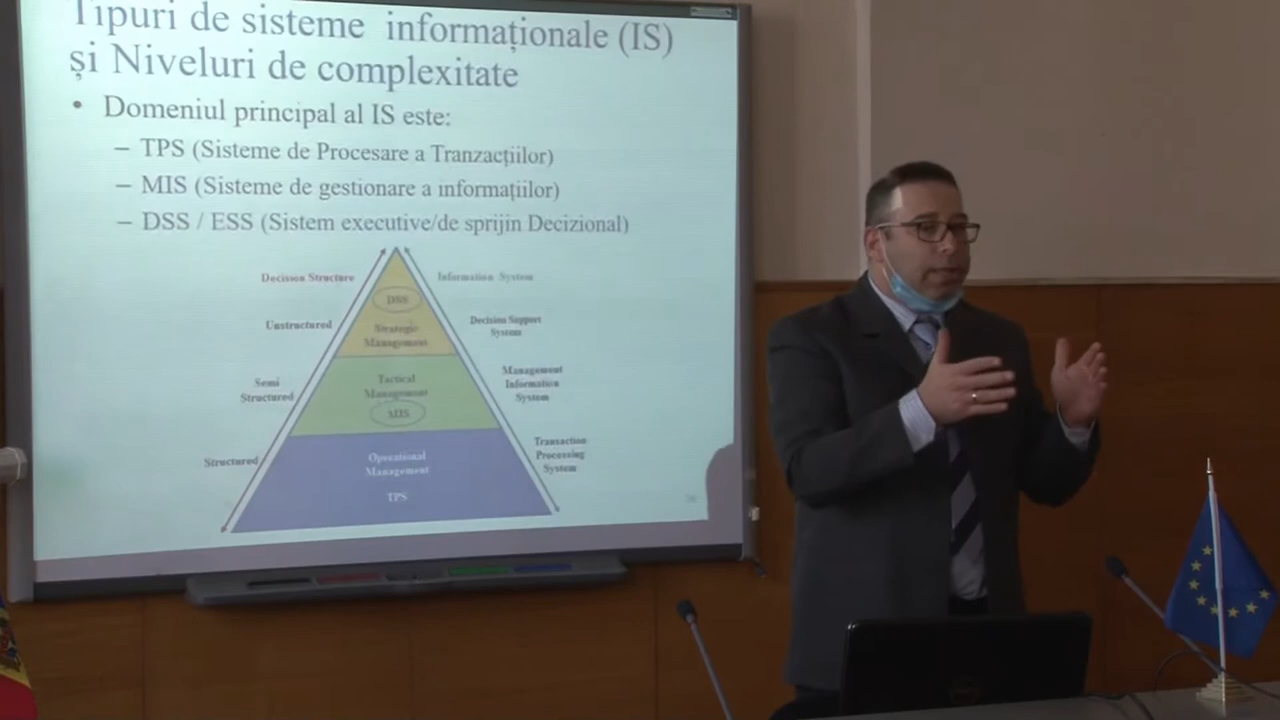 Tipuri de sisteme informaționale (IS)
și Niveluri de complexitate
• Domeniul principal al IS este:
– TPS (Sisteme de Procesare a Tranzacțiilor)
– MIS (Sisteme de gestionare a informațiilor)
– DSS / ESS (Sistem executive/de sprijin Decizional)
Decision Structure
Information System
DSS
Unstructured
Strategic
Management
Decision Support
System
Semi
Structured
Tactical
Management
MIS
Management
Information
System
Structured
Operational
Management
TPS
Transaction
Processing
System